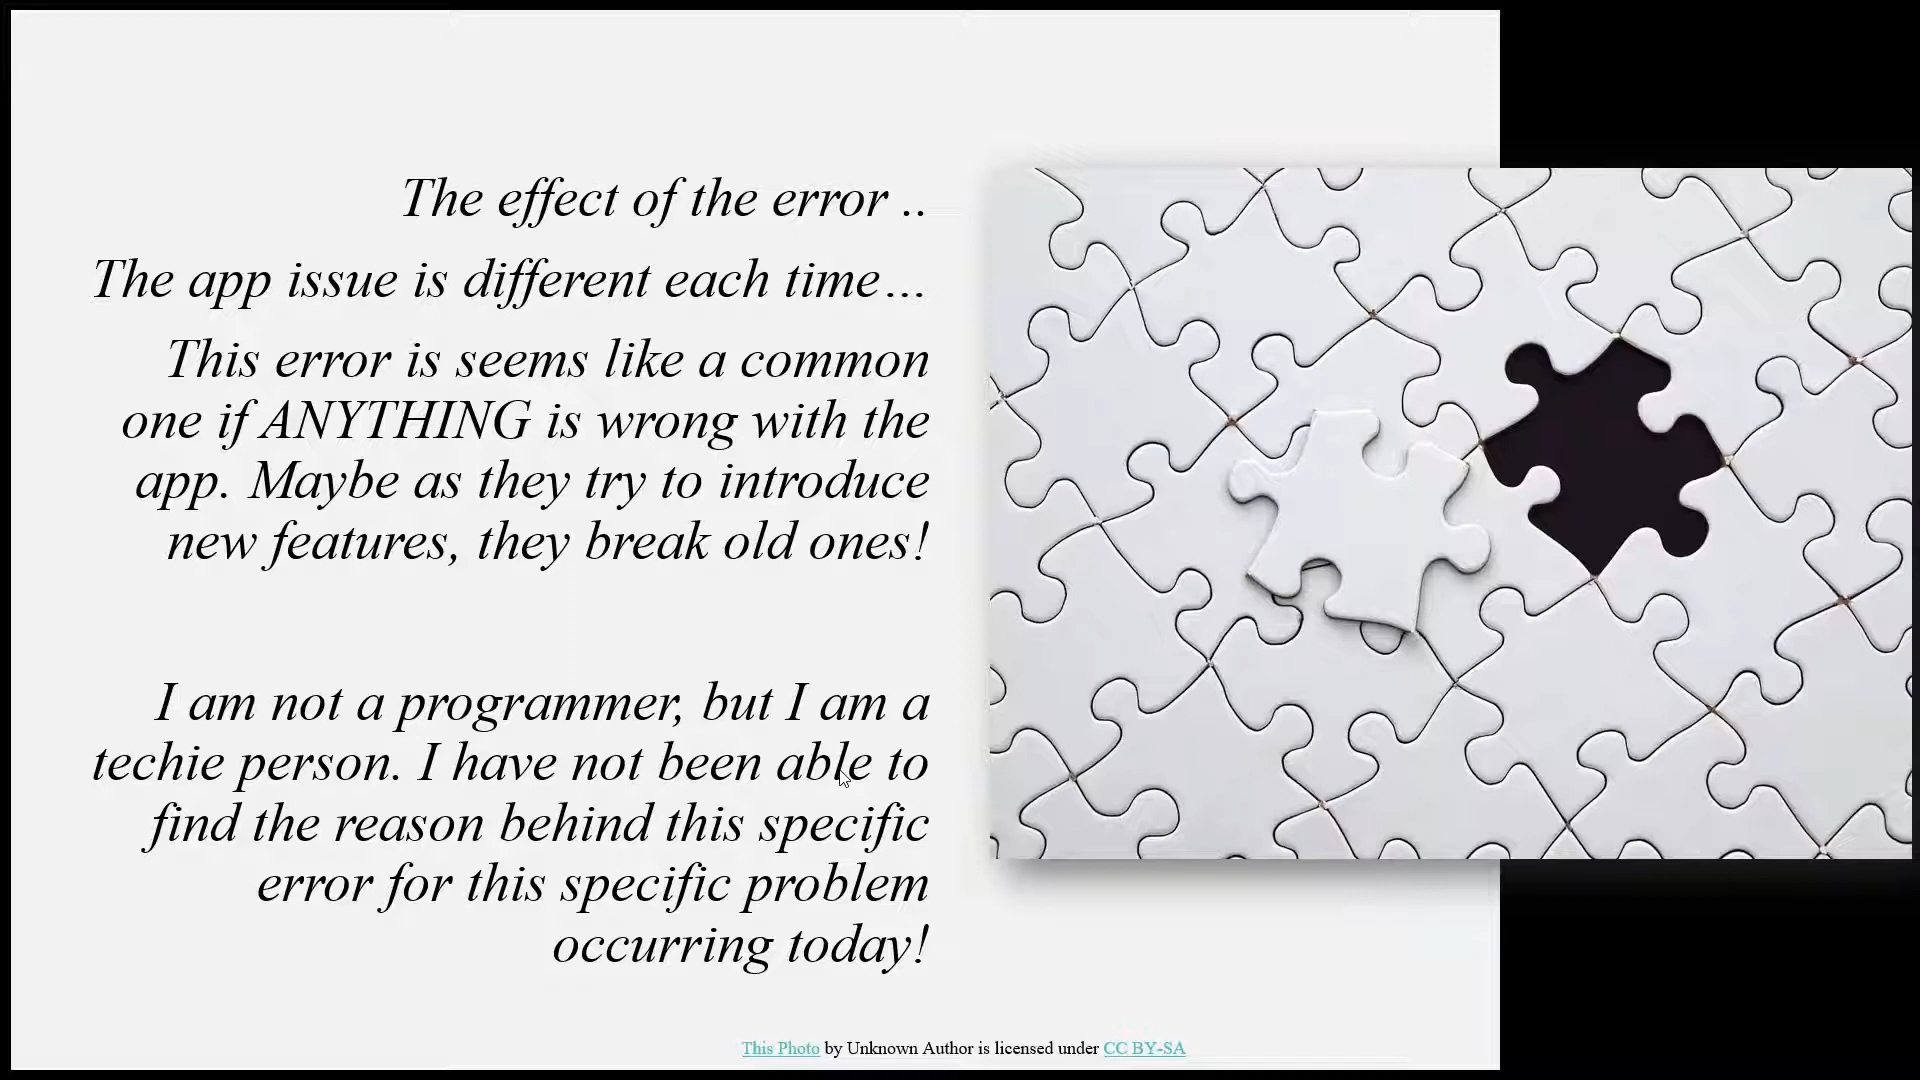 The effect of the error ..
The app issue is different each time...
This error is seems like a common
one if ANYTHING is wrong with the
app. Maybe as they try to introduce
new features, they break old ones!
I am not a programmer, but I am a
techie person. I have not been able to
find the reason behind this specific
error for this specific problem
occurring today!
This Photo by Unknown Author is licensed under CC BY-SA